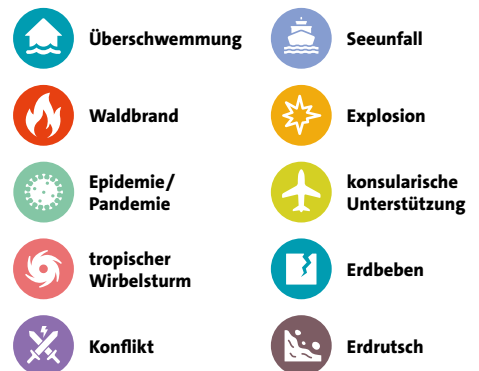 Überschwemmung
Waldbrand
Epidemie/
Pandemie
tropischer
Wirbelsturm
Konflikt
Seeunfall
Explosion
konsularische
Unterstützung
Erdbeben
Erdrutsch